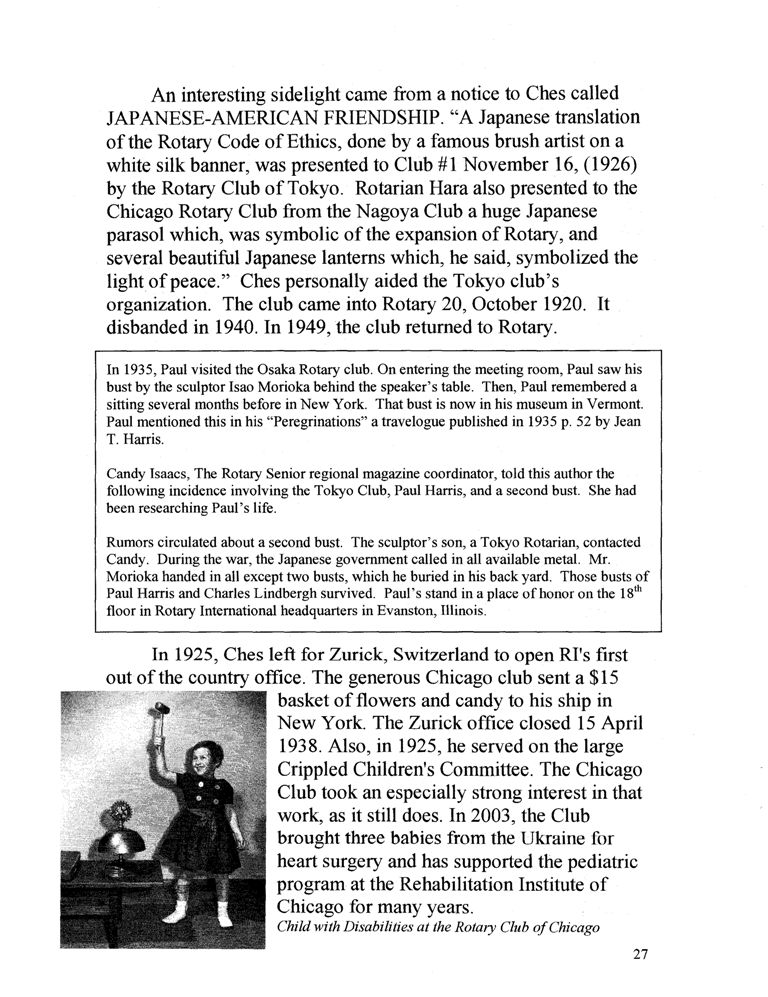 An interesting sidelight came from a notice to Ches called
JAPANESE-AMERICAN FRIENDSHIP. “A Japanese translation
of the Rotary Code of Ethics, done by a famous brush artist on a
white silk banner, was presented to Club #1 November 16, (1926)
by the Rotary Club of Tokyo.  Rotarian Hara also presented to the
Chicago Rotary Club from the Nagoya Club a huge Japanese
parasol which, was symbolic of the expansion of Rotary, and
several beautiful Japanese lanterns which, he said, symbolized the
light of peace.”  Ches personally aided the Tokyo club’s
organization.  The club came into Rotary 20, October 1920.  It
disbanded in 1940. In 1949, the club returned to Rotary.
In 1935, Paul visited the Osaka Rotary club. On entering the meeting room, Paul saw his
bust by the sculptor Isao Morioka behind the speaker’s table.  Then, Paul remembered a
sitting several months before in New York.  That bust is now in his museum in Vermont.
Paul mentioned this in his “Peregrinations” a travelogue published in 1935 p. 52 by Jean
T. Harris.
Candy Isaacs, The Rotary Senior regional magazine coordinator, told this author the
following incidence involving the Tokyo Club, Paul Harris, and a second bust.  She had
been researching Paul’s life.
Rumors circulated about a second bust.  The sculptor’s son, a Tokyo Rotarian, contacted
Candy.  During the war, the Japanese government called in all available metal.  Mr.
Morioka handed in all except two busts, which he buried in his back yard.  Those busts of
Paul Harris and Charles Lindbergh survived.  Paul’s stand in a place of honor on the 18th
floor in Rotary International headquarters in Evanston, Illinois.
In 1925, Ches left for Zurick, Switzerland to open RI's first
out of the country office. The generous Chicago club sent a $15
basket of flowers and candy to his ship in
New York. The Zurick office closed 15 April
1938. Also, in 1925, he served on the large
Crippled Children's Committee. The Chicago
Club took an especially strong interest in that
work, as it still does. In 2003, the Club
brought three babies from the Ukraine for
heart surgery and has supported the pediatric
program at the Rehabilitation Institute of
Chicago for many years.
Child with Disabilities at the Rotary Club of Chicago
27